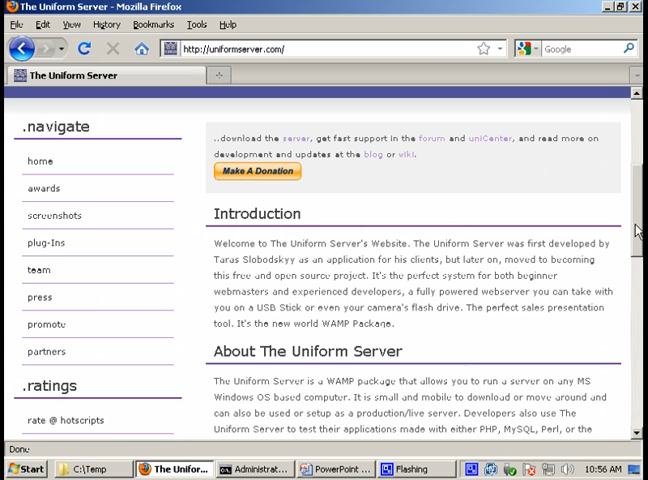 The Uniform Server - Mozilla Firefox
File Edit View History Bookmarks Tools Help
http://uniformserver.com/
Google
The Uniform Server
.navigate
home
awards
screenshots
plug-Ins
team
press
promote
partners
.ratings
rate @ hotscripts
..download the server, get fast support in the forum and uniCenter, and read more on
development and updates at the blog or wiki.
Make A Donation
Introduction
Welcome to The Uniform Server's Website. The Uniform Server was first developed by
Taras Slobodskyy as an application for his clients, but later on, moved to becoming
this free and open source project. It's the perfect system for both beginner
webmasters and experienced developers, a fully powered webserver you can take with
you on a USB Stick or even your camera's flash drive. The perfect sales presentation
tool. It's the new world WAMP Package.
About The Uniform Server
The Uniform Server is a WAMP package that allows you to run a server on any MS
Windows OS based computer. It is small and mobile to download or move around and
can also be used or setup as a production/live server. Developers also use The
Uniform Server to test their applications made with either PHP, MySQL, Perl, or the
Done
Start C:\Temp The Unifor... Administrat... PowerPoint ... Flashing 10:56 AM